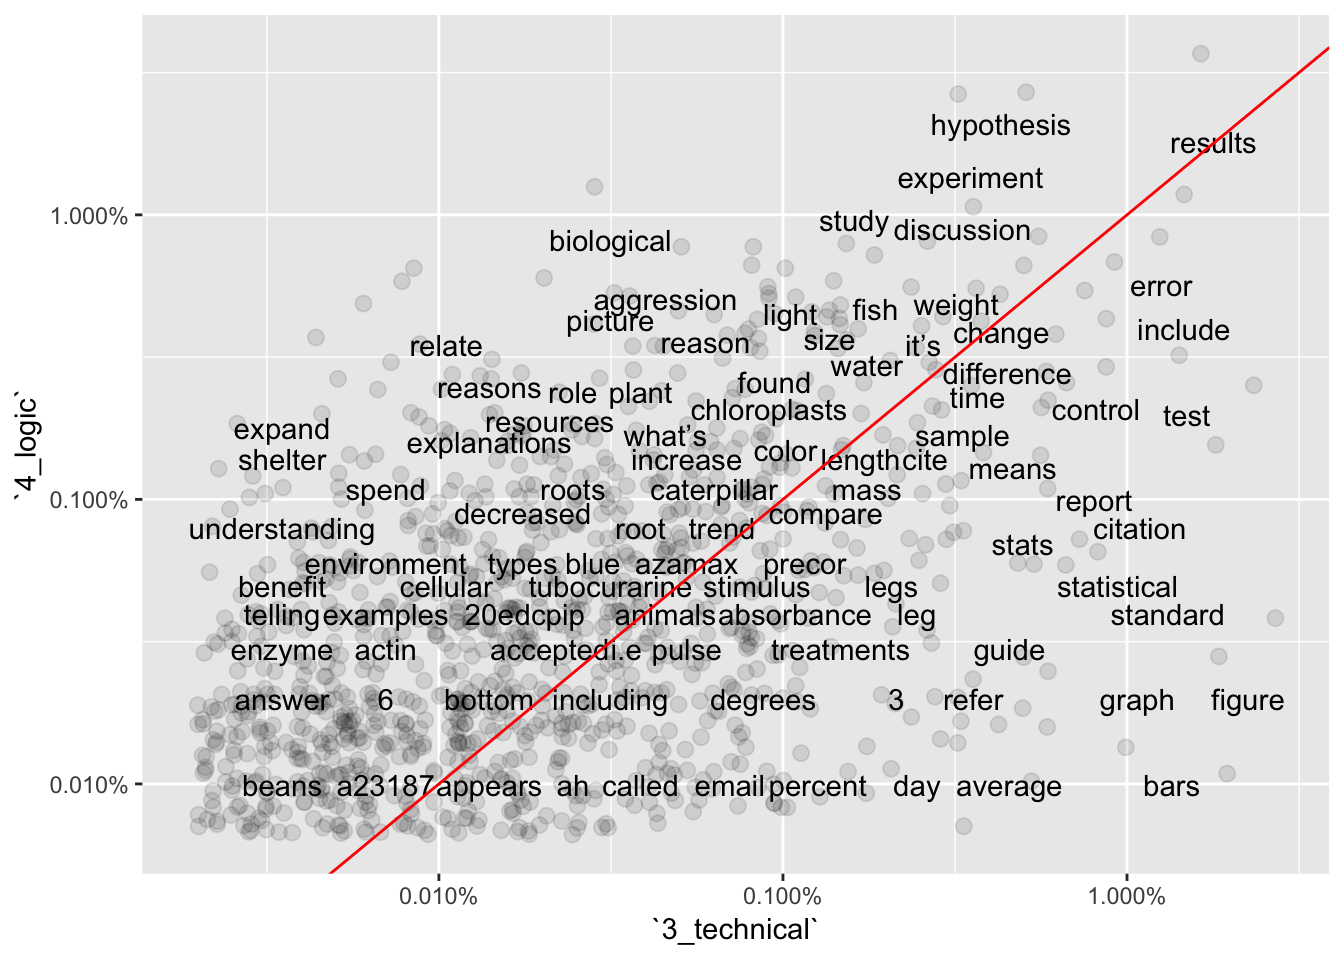 hypothesis
results
experiment
study
discussion
1.000%
biological
error
aggression
weight
fish
light
picture
include
change
size
reason
it’s
relate
water
difference
found
reasons
role
plant
time
chloroplasts
control
test
resources
expand
what’s
sample
explanations
color
shelter
increase
length
cite
means
`4_logic`
spend
roots
caterpillar
mass
0.100%
report
decreased
compare
understanding
root
trend
citation
stats
environment
types
blue
azamax
precor
benefit
cellular
tubocurarine
stimulus
legs
statistical
telling
examples
20edcpip
animals
absorbance
leg
standard
enzyme
actin
accepted
i.e
pulse
treatments
guide
answer
6
bottom
including
degrees
3
refer
graph
figure
0.010%
beans
a23187
appears
ah
called
email
percent
day
average
bars
0.010%
0.100%
1.000%
`3_technical`